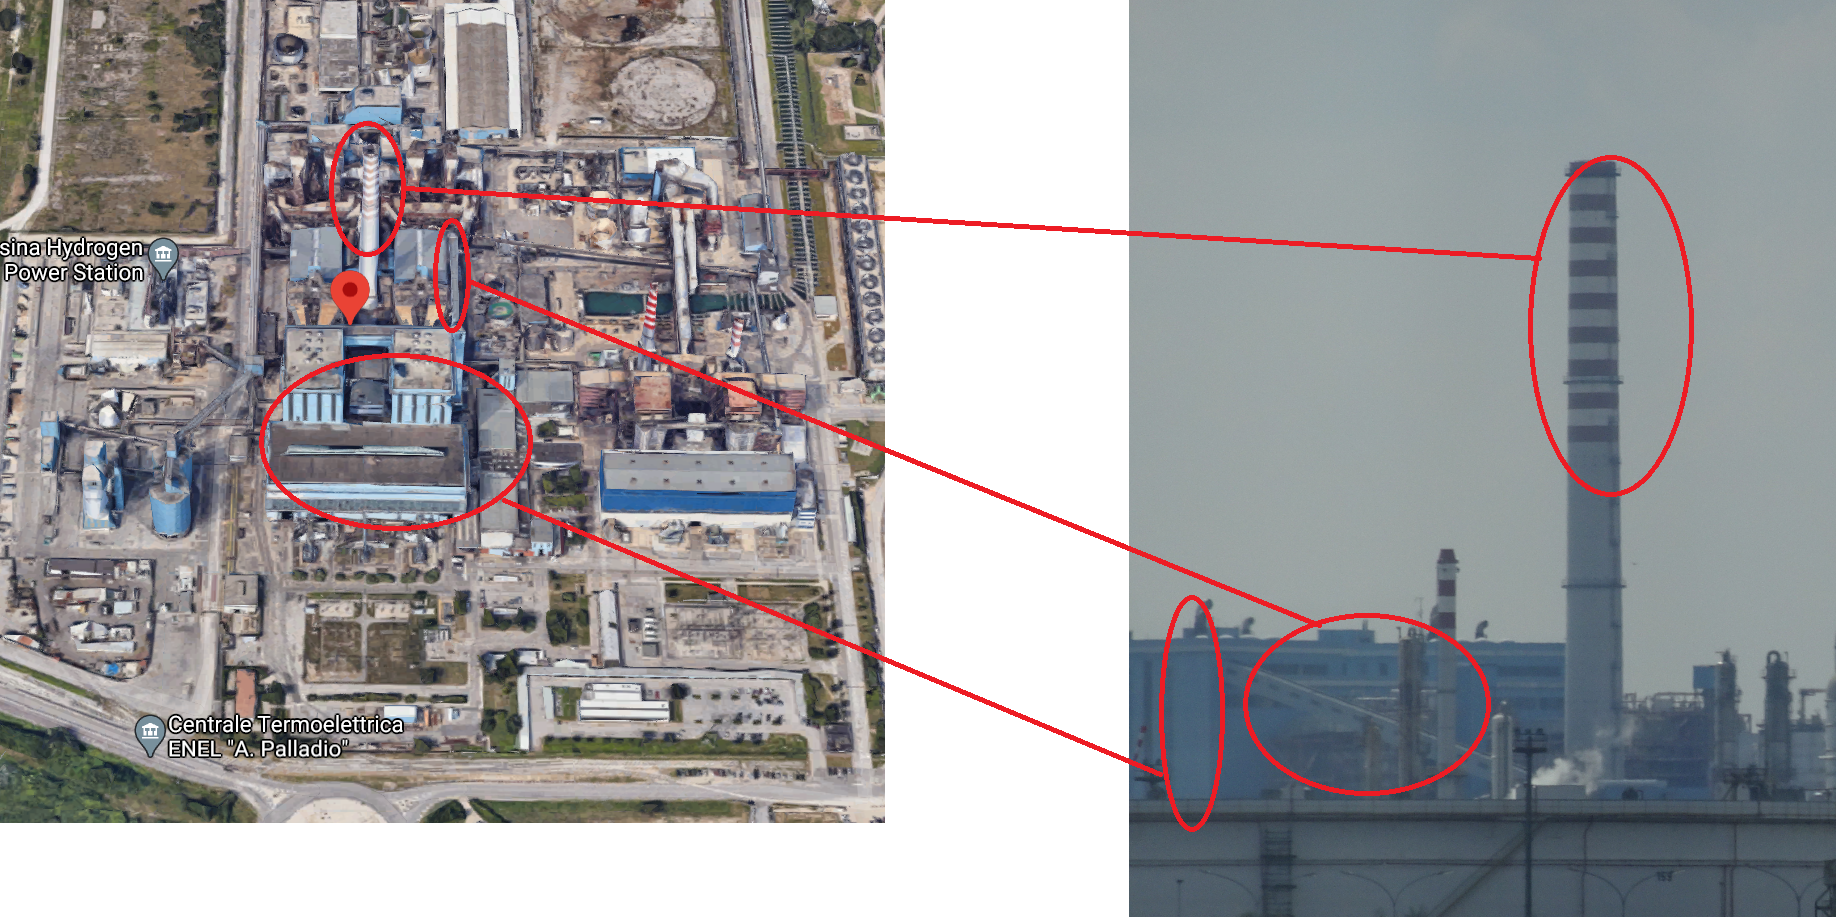 sina Hydrogen
Power Station
Centrale Termoelettrica
ENEL "A. Palladio"